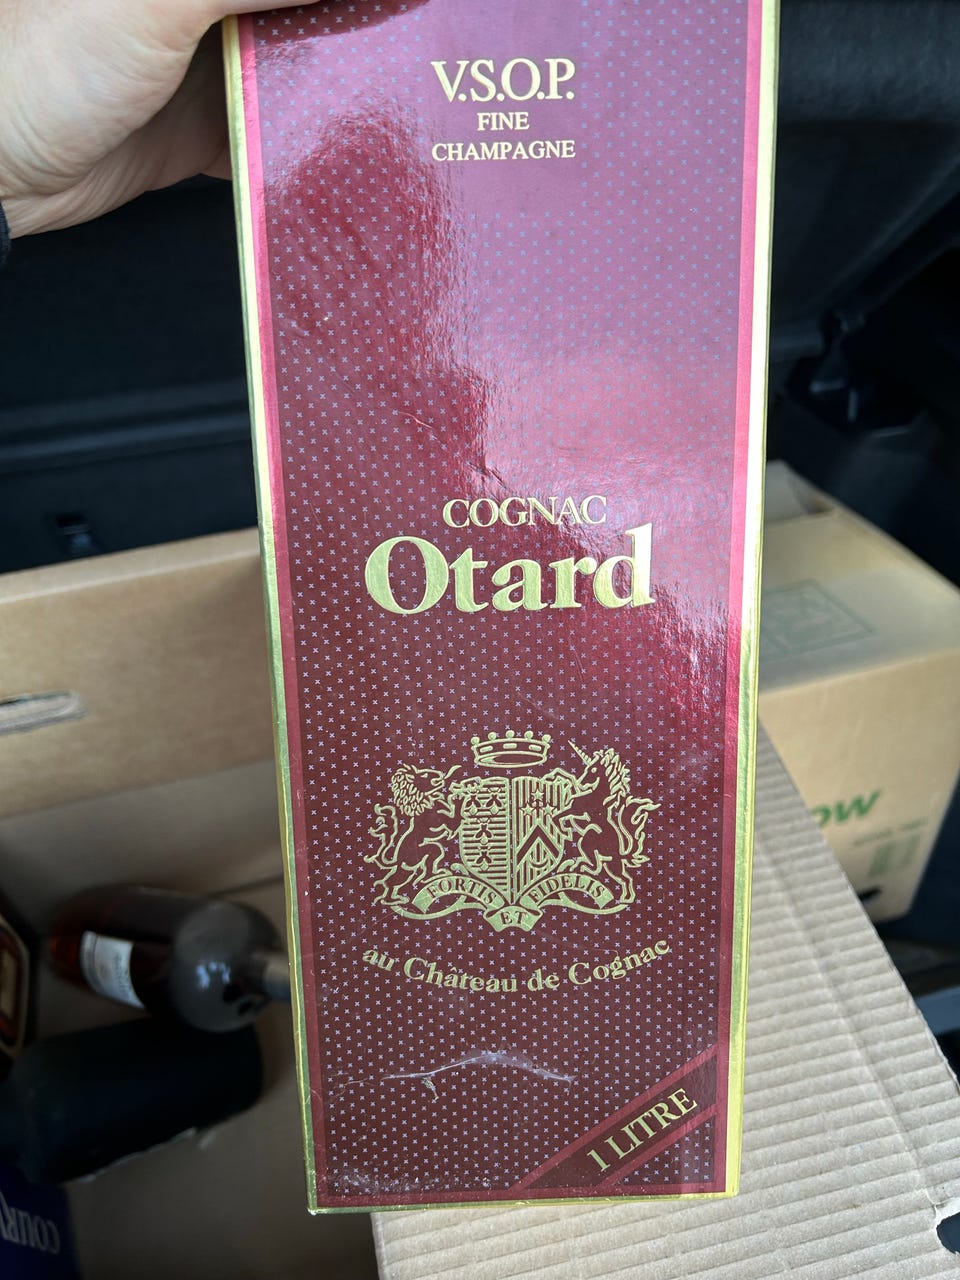 V.S.O.P.
FINE
CHAMPAGNE
COGNAC
Otard
FORTIS ET FIDELIS
au Château de Cognac
1 LITRE